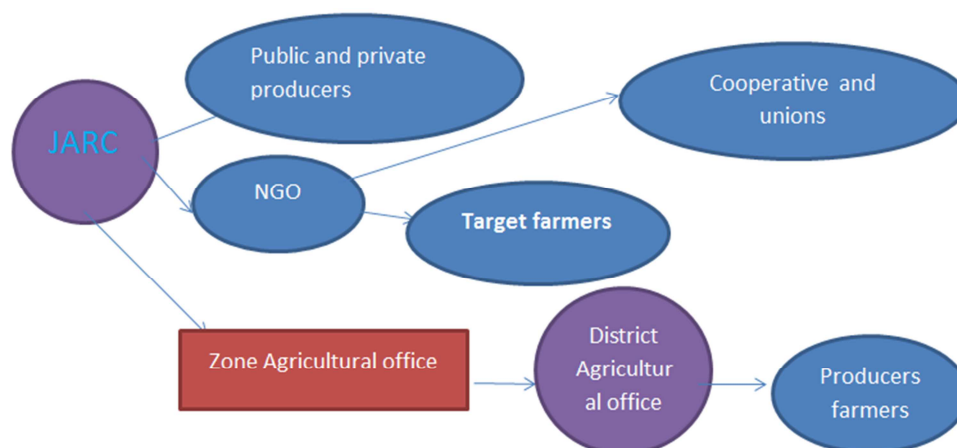 Public and private
producers
Cooperative and
unions
JARC
NGO
Target farmers
Zone Agricultural office
District
Agricultur
al office
Producers
farmers